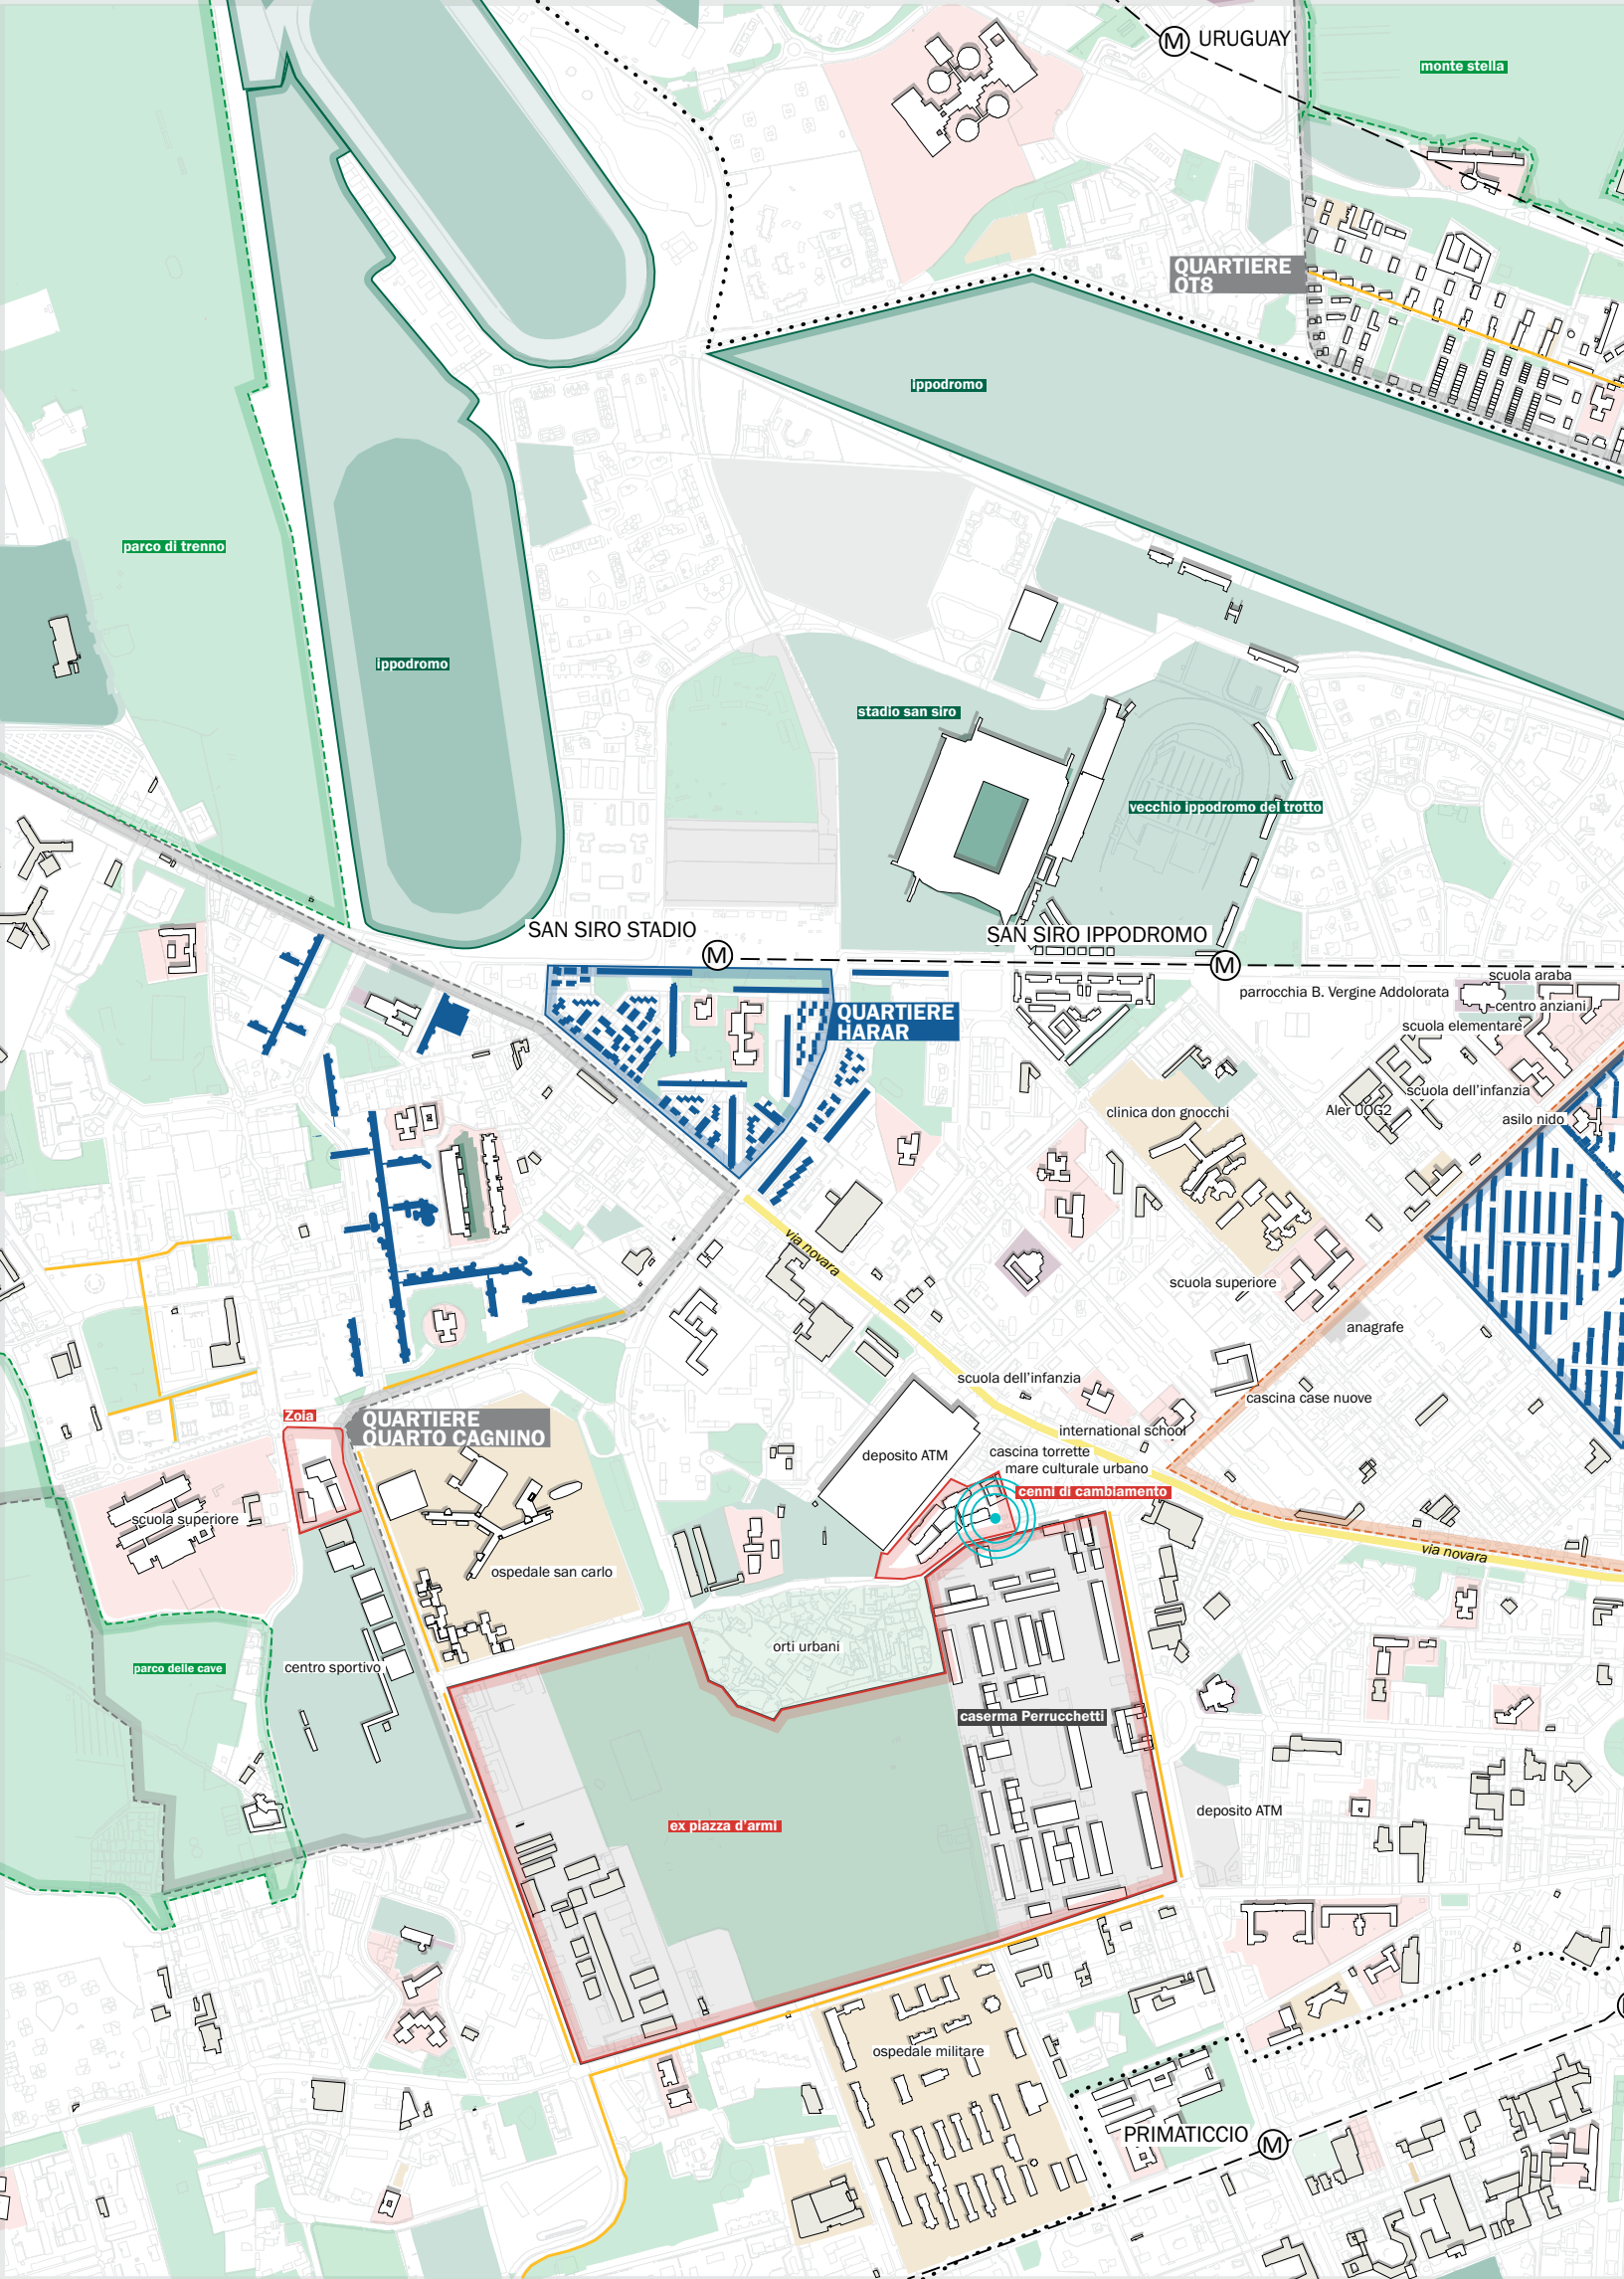 M URUGUAY
monte stella
QUARTIERE
QT8
ippodromo
parco di trenno
ippodromo
stadio san siro
vecchio ippodromo del trotto
SAN SIRO STADIO
M
SAN SIRO IPPODROMO
M
scuola araba
parrocchia B. Vergine Addolorata
centro anziani
QUARTIERE
HARAR
scuola elementare
scuola dell'infanzia
Aler UOG2
clinica don gnocchi
asilo nido
via novara
scuola superiore
anagrafe
scuola dell'infanzia
cascina case nuove
Zoia
QUARTIERE
QUARTO CAGNINO
international school
deposito ATM
cascina torrette
mare culturale urbano
cenni di cambiamento
scuola superiore
via novara
ospedale san carlo
orti urbani
parco delle cave
centro sportivo
caserma Perrucchetti
deposito ATM
ex piazza d'armi
ospedale militare
PRIMATICCIO M